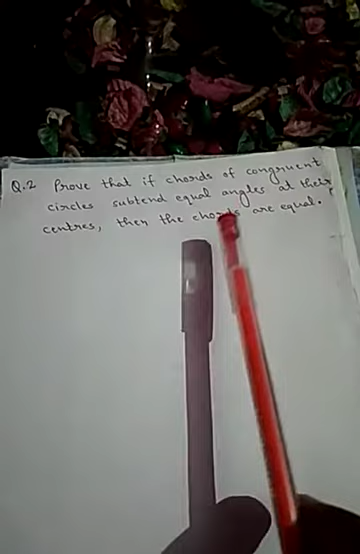 Q.2 Prove that if chords of congruent
circles subtend equal angles at their
centres, then the chords are equal.